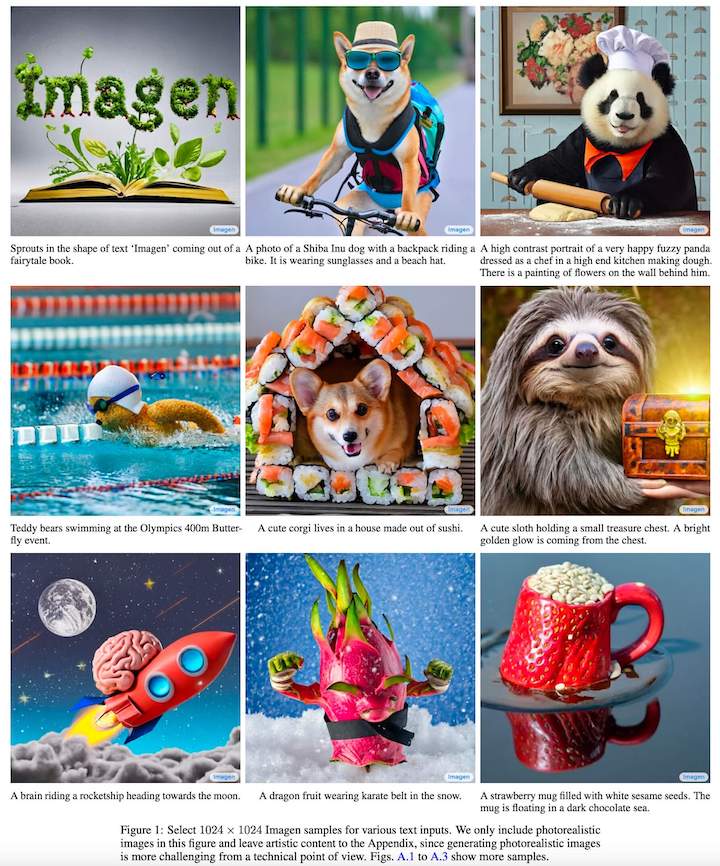 Imagen
Imagen
Imagen
Imagen
Sprouts in the shape of text ‘Imagen’ coming out of a
fairytale book.
A photo of a Shiba Inu dog with a backpack riding a
bike. It is wearing sunglasses and a beach hat.
A high contrast portrait of a very happy fuzzy panda
dressed as a chef in a high end kitchen making dough.
There is a painting of flowers on the wall behind him.
Imagen
Imagen
Imagen
Teddy bears swimming at the Olympics 400m Butter-
fly event.
A cute corgi lives in a house made out of sushi.
A cute sloth holding a small treasure chest. A bright
golden glow is coming from the chest.
Imagen
Imagen
Imagen
A brain riding a rocketship heading towards the moon.
A dragon fruit wearing karate belt in the snow.
A strawberry mug filled with white sesame seeds. The
mug is floating in a dark chocolate sea.
Figure 1: Select 1024 × 1024 Imagen samples for various text inputs. We only include photorealistic
images in this figure and leave artistic content to the Appendix, since generating photorealistic images
is more challenging from a technical point of view. Figs. A.1 to A.3 show more samples.